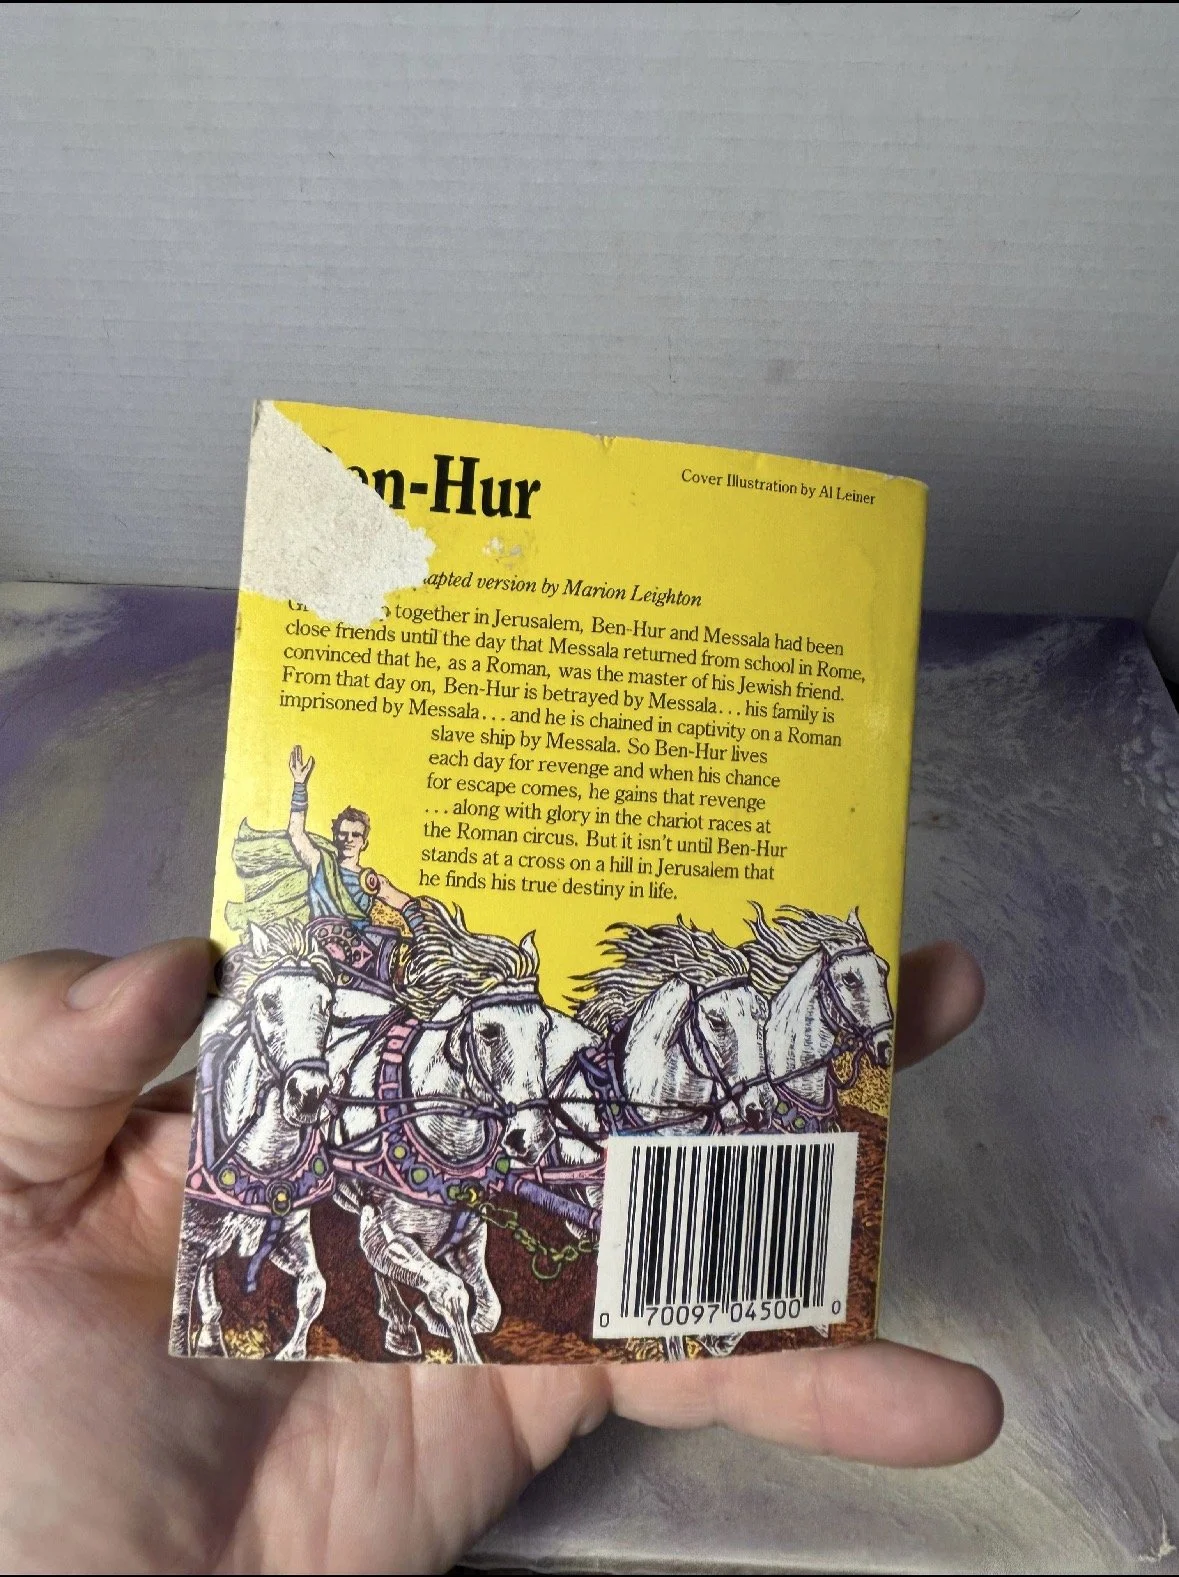 en-Hur
Cover Illustration by Al Leiner
apted version by Marion Leighton
together in Jerusalem, Ben-Hur and Messala had been
close friends until the day that Messala returned from school in Rome,
convinced that he, as a Roman, was the master of his Jewish friend.
From that day on, Ben-Hur is betrayed by Messala... his family is
imprisoned by Messala... and he is chained in captivity on a Roman
slave ship by Messala. So Ben-Hur lives
each day for revenge and when his chance
for escape comes, he gains that revenge
... along with glory in the chariot races at
the Roman circus. But it isn't until Ben-Hur
stands at a cross on a hill in Jerusalem that
he finds his true destiny in life.
0 70097 04500 0